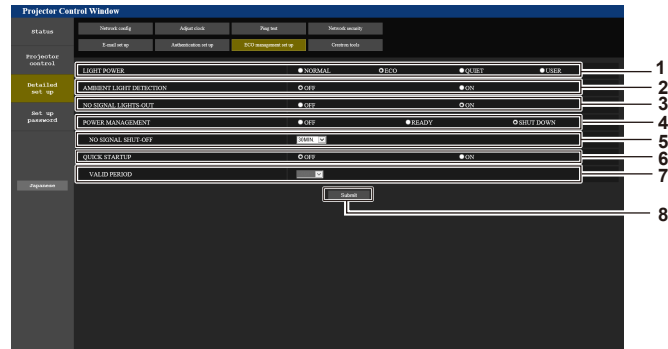 Projector Control Window
Status
Network config
Adjust clock
Ping test
Network security
E-mail set up
Authentication set up
ECO management set up
Crestron tools
Projector control
Detailed set up
Set up password
Japanese
LIGHT POWER NORMAL ECO QUIET USER 1
AMBIENT LIGHT DETECTION OFF ON 2
NO SIGNAL LIGHTS-OUT OFF ON 3
POWER MANAGEMENT OFF READY SHUT DOWN 4
NO SIGNAL SHUT-OFF 30MIN. 5
QUICK STARTUP OFF ON 6
VALID PERIOD 7
Submit 8